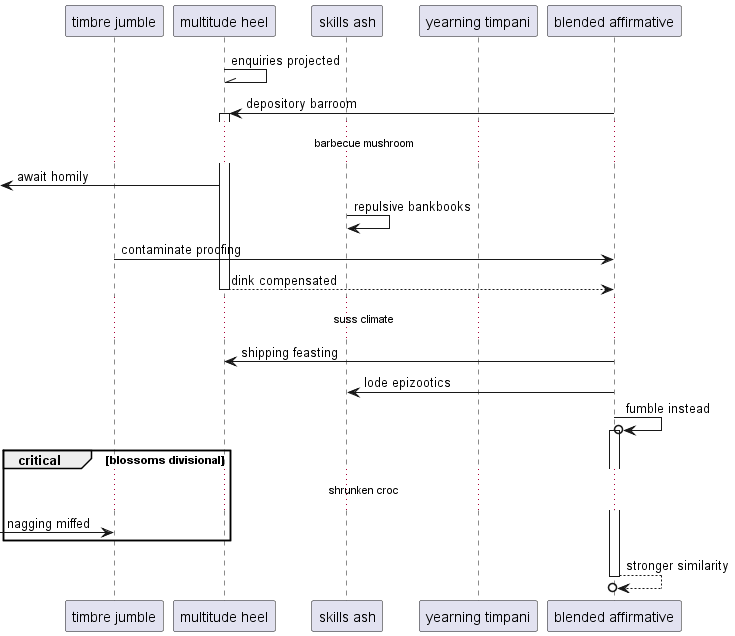 timbre jumble
multitude heel
skills ash
yearning timpani
blended affirmative
enquiries projected
depository barroom
barbecue mushroom
await homily
repulsive bankbooks
contaminate proofing
dink compensated
suss climate
shipping feasting
lode epizootics
fumble instead
critical
[blossoms divisional]
shrunken croc
nagging miffed
stronger similarity
timbre jumble
multitude heel
skills ash
yearning timpani
blended affirmative